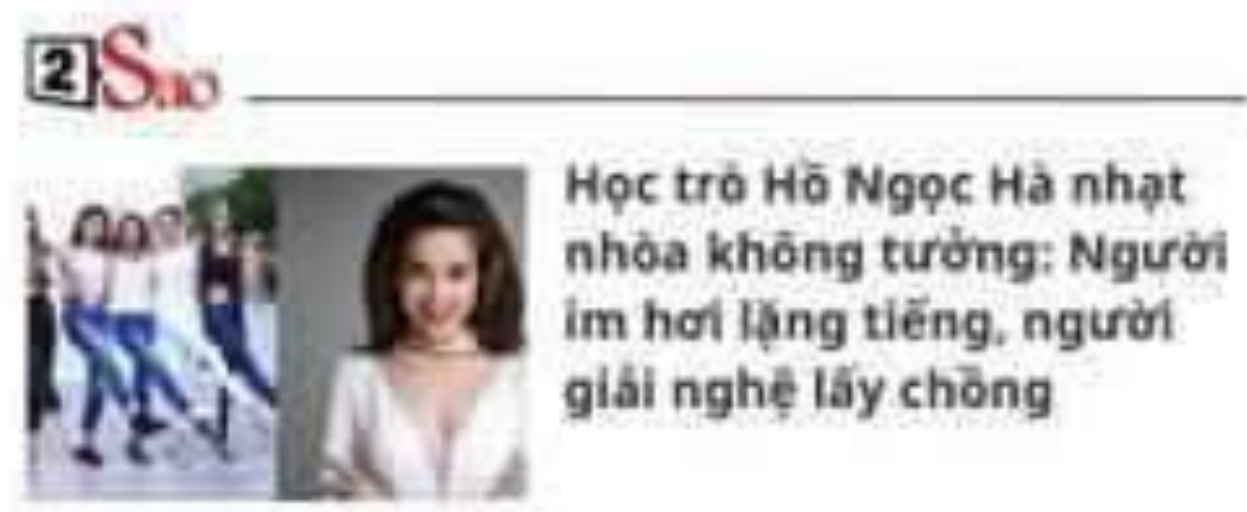 2Sao
Học trò Hồ Ngọc Hà nhạt
nhòa không tưởng: Người
im hơi lặng tiếng, người
giải nghệ lấy chồng